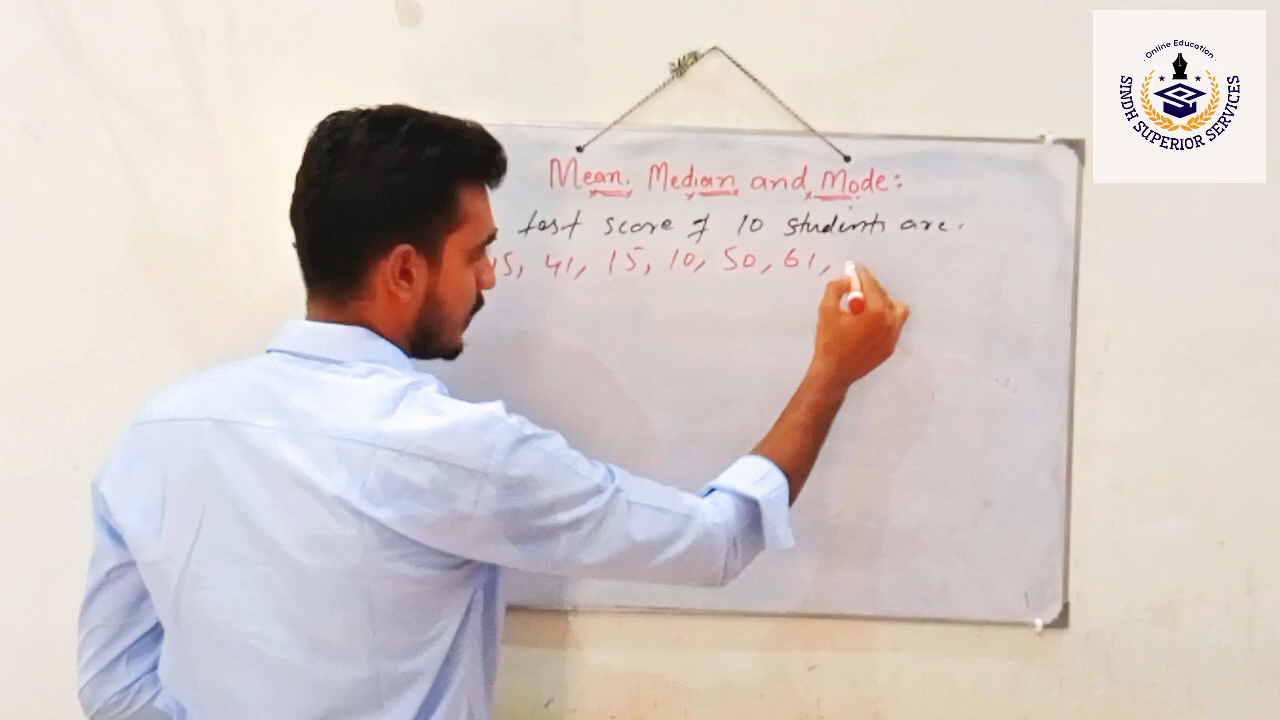 Mean, Median and Mode:
test score of 10 students are.
15, 41, 15, 10, 50, 61,
Online Education
SINDH SUPERIOR SERVICES